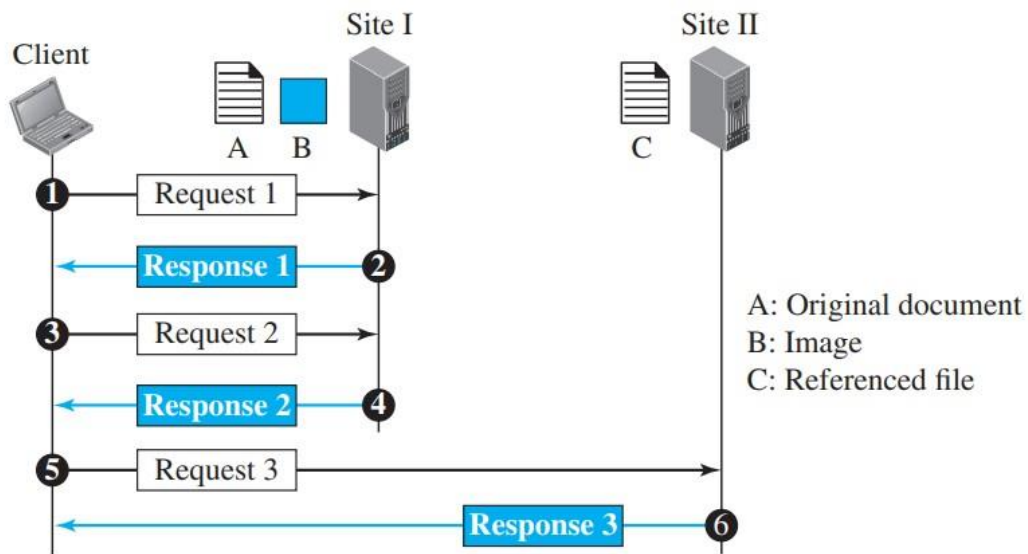 Site I
Site II
Client
A
B
C
1
Request 1
Response 1
2
3
Request 2
Response 2
4
5
Request 3
Response 3
6
A: Original document
B: Image
C: Referenced file